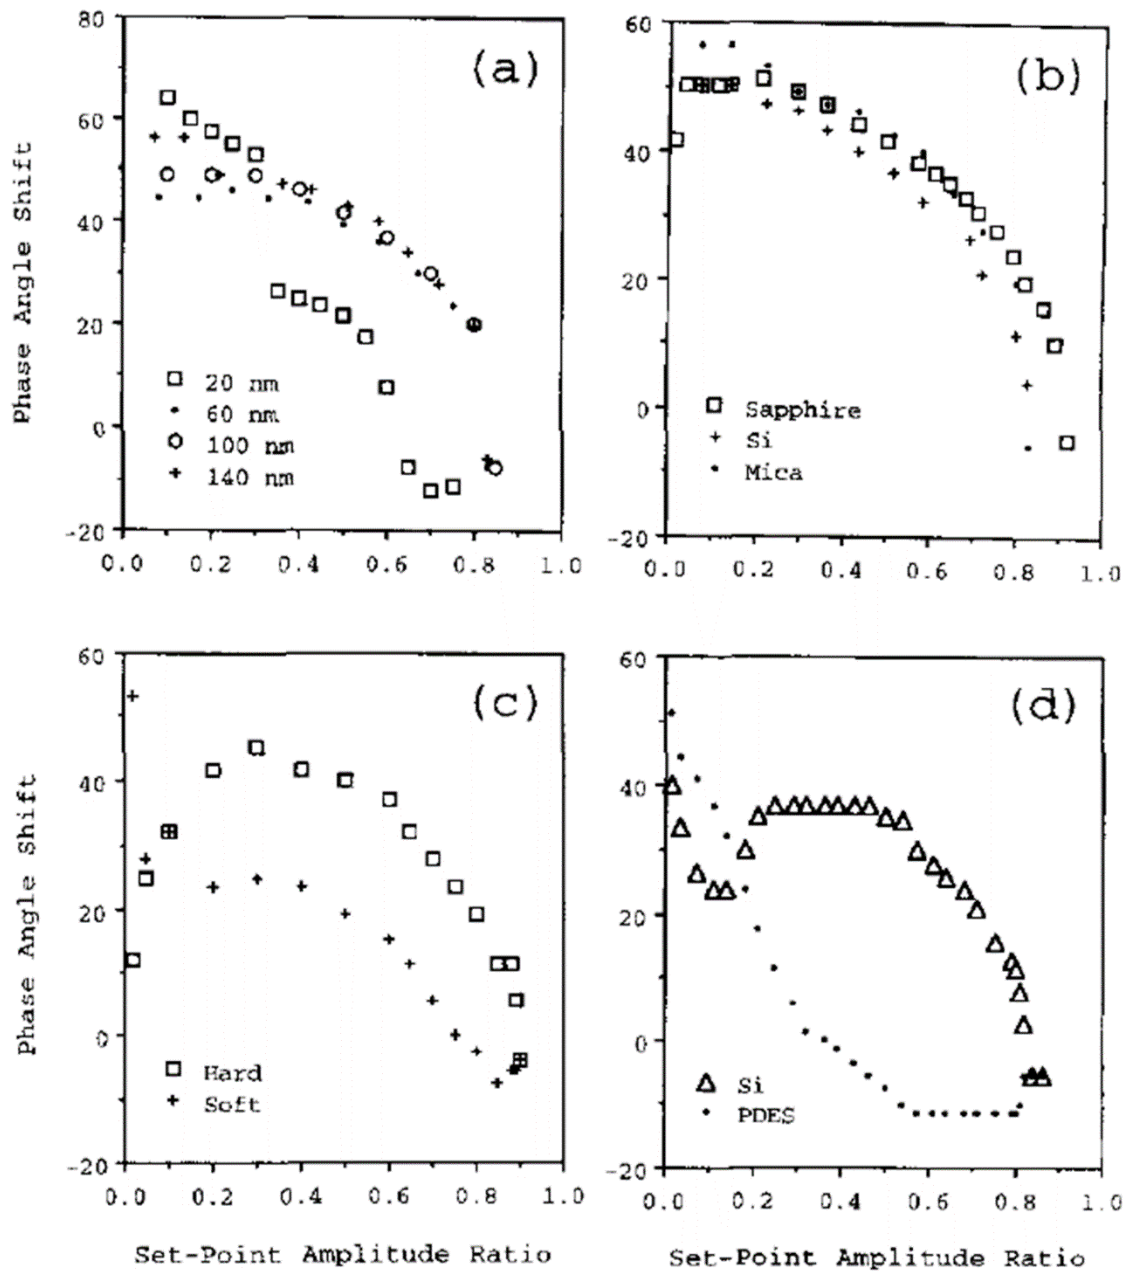 (a)
Phase Angle Shift
80
60
40
20
0
-20
0.0 0.2 0.4 0.6 0.8 1.0
20 nm
60 nm
100 nm
140 nm
(b)
60
40
20
0
-20
0.0 0.2 0.4 0.6 0.8 1.0
Sapphire
Si
Mica
(c)
Phase Angle Shift
60
40
20
0
-20
0.0 0.2 0.4 0.6 0.8 1.0
Hard
Soft
Set-Point Amplitude Ratio
(d)
60
40
20
0
-20
0.0 0.2 0.4 0.6 0.8 1.0
Si
PDES
Set-Point Amplitude Ratio